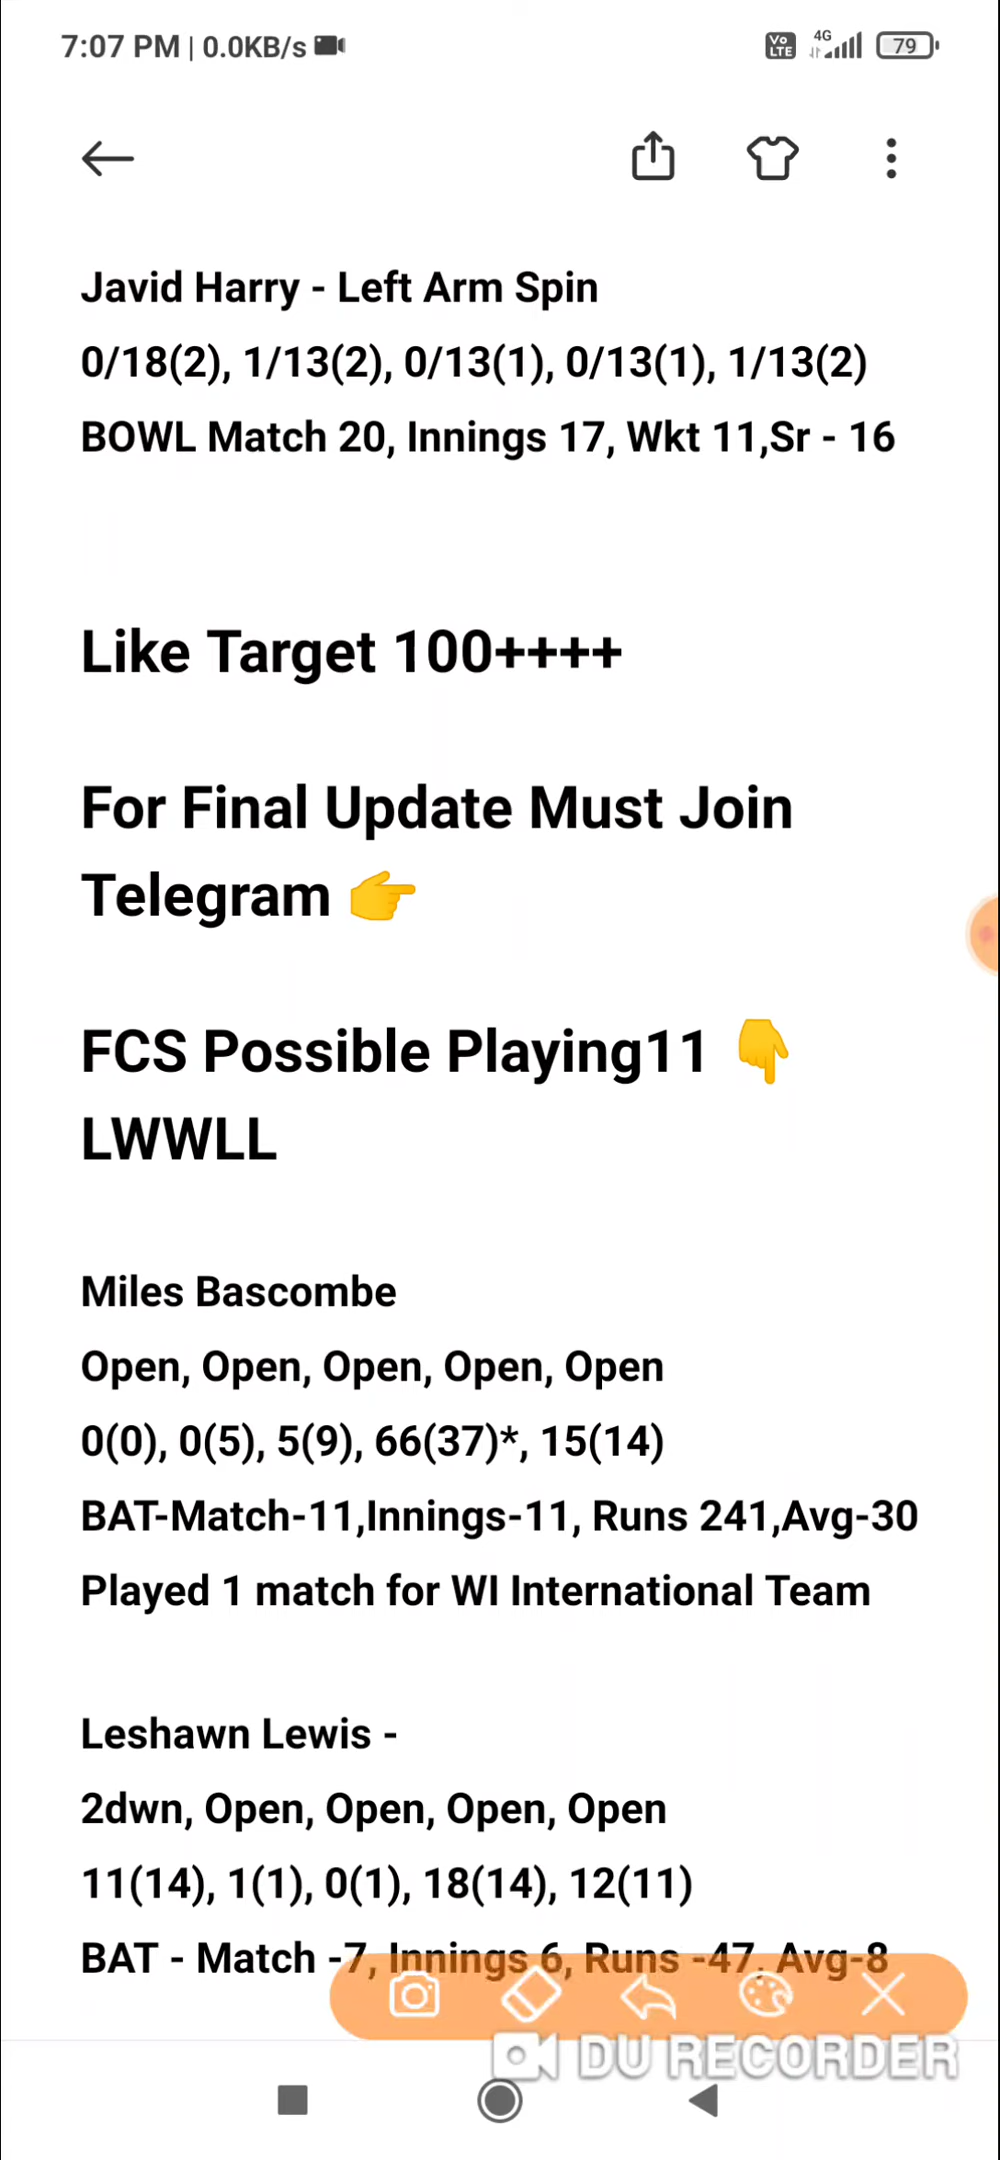 7:07 PM | 0.0KB/s
Vo LTE 4G 79
Javid Harry - Left Arm Spin
0/18(2), 1/13(2), 0/13(1), 0/13(1), 1/13(2)
BOWL Match 20, Innings 17, Wkt 11,Sr - 16
Like Target 100++++
For Final Update Must Join
Telegram 👉
FCS Possible Playing11 👇
LWWLL
Miles Bascombe
Open, Open, Open, Open, Open
0(0), 0(5), 5(9), 66(37)*, 15(14)
BAT-Match-11,Innings-11, Runs 241,Avg-30
Played 1 match for WI International Team
Leshawn Lewis -
2dwn, Open, Open, Open, Open
11(14), 1(1), 0(1), 18(14), 12(11)
BAT - Match -7, Innings 6, Runs -47, Avg-8
DU RECORDER